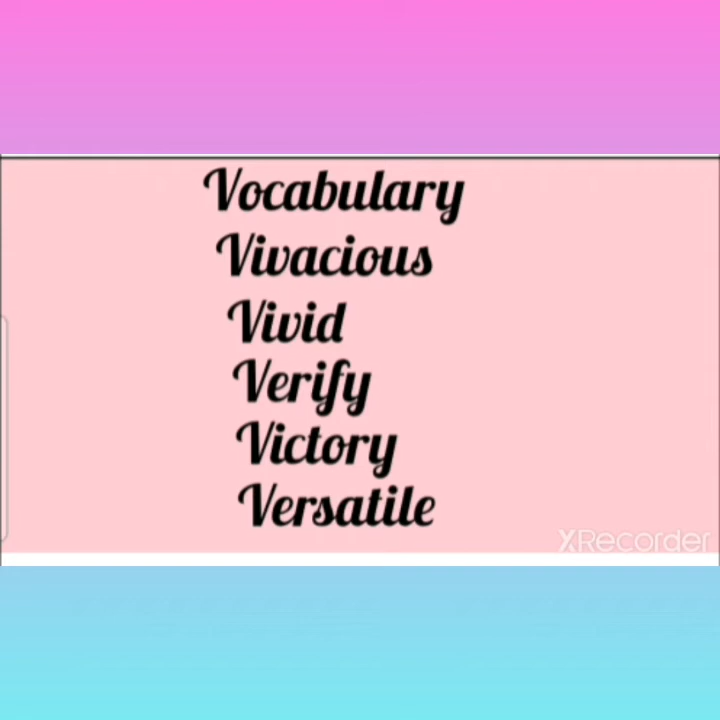 Vocabulary
Vivacious
Vivid
Verify
Victory
Versatile
XRecorder